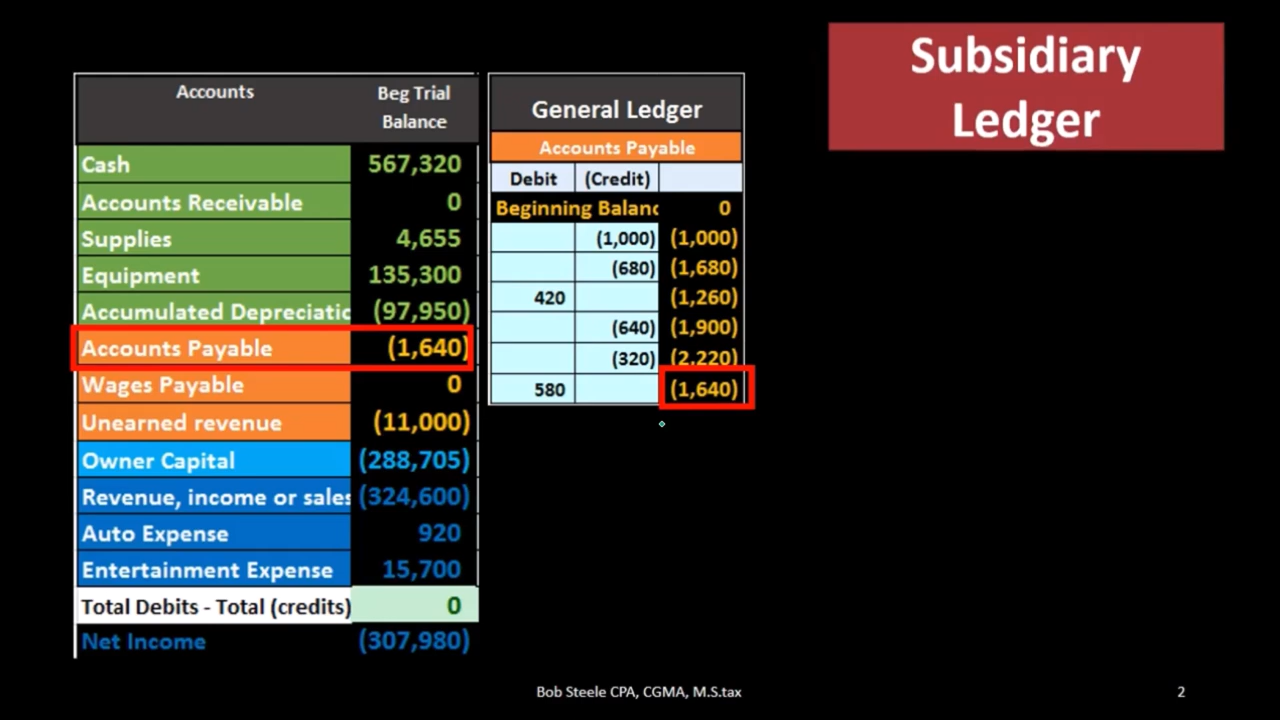 Subsidiary
Ledger
Accounts Beg Trial
Balance
Cash 567,320
Accounts Receivable 0
Supplies 4,655
Equipment 135,300
Accumulated Depreciatic (97,950)
Accounts Payable (1,640)
Wages Payable 0
Unearned revenue (11,000)
Owner Capital (288,705)
Revenue, income or sales (324,600)
Auto Expense 920
Entertainment Expense 15,700
Total Debits - Total (credits) 0
Net Income (307,980)
General Ledger
Accounts Payable
Debit (Credit)
Beginning Balanc 0
(1,000) (1,000)
(680) (1,680)
420 (1,260)
(640) (1,900)
(320) (2,220)
580 (1,640)
Bob Steele CPA, CGMA, M.S.tax 2